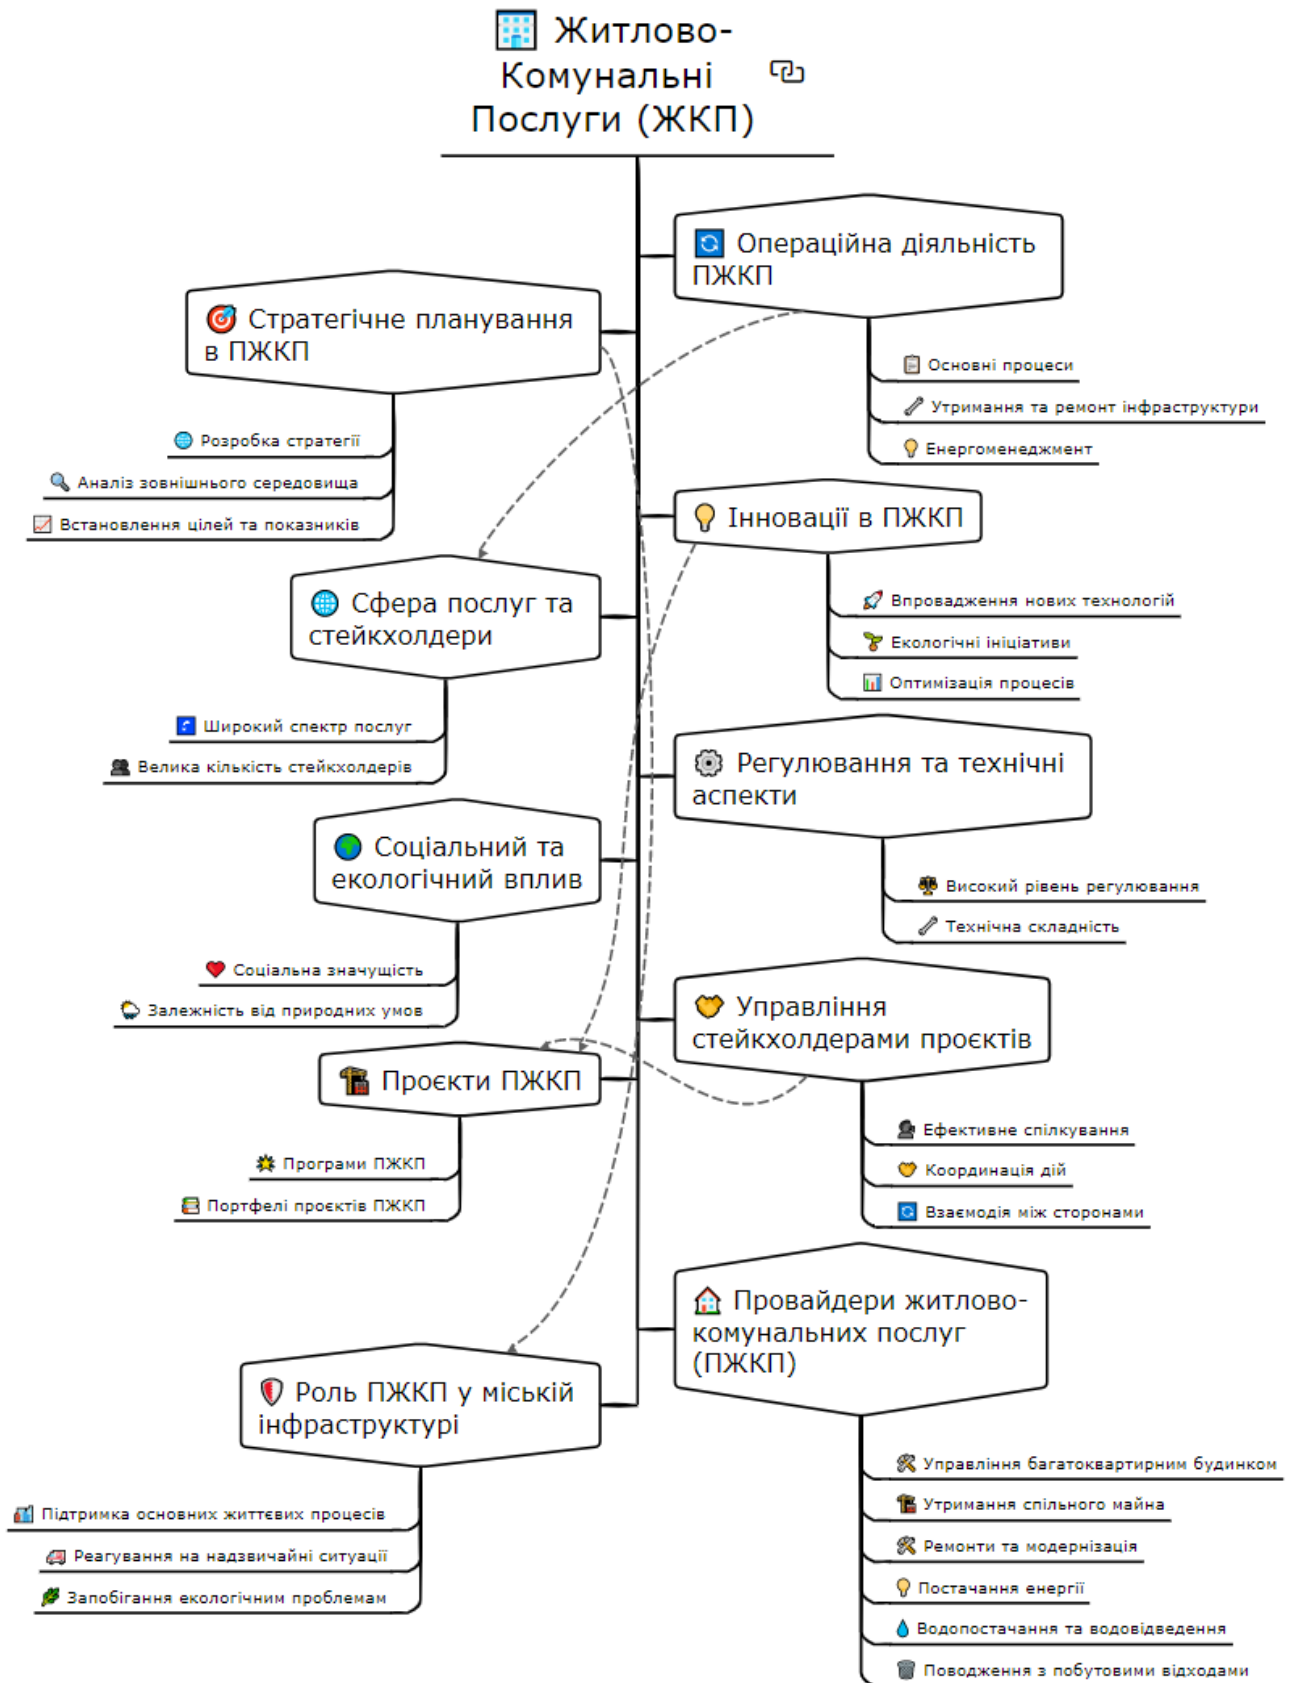 Житлово-
Комунальні
Послуги (ЖКП)
Операційна діяльність
ПЖКП
Основні процеси
Утримання та ремонт інфраструктури
Енергоменеджмент
Стратегічне планування
в ПЖКП
Розробка стратегії
Аналіз зовнішнього середовища
Встановлення цілей та показників
Інновації в ПЖКП
Впровадження нових технологій
Екологічні ініціативи
Оптимізація процесів
Сфера послуг та
стейкхолдери
Широкий спектр послуг
Велика кількість стейкхолдерів
Регулювання та технічні
аспекти
Високий рівень регулювання
Технічна складність
Соціальний та
екологічний вплив
Соціальна значущість
Залежність від природних умов
Управління
стейкхолдерами проєктів
Ефективне спілкування
Координація дій
Взаємодія між сторонами
Проєкти ПЖКП
Програми ПЖКП
Портфелі проєктів ПЖКП
Провайдери житлово-
комунальних послуг
(ПЖКП)
Управління багатоквартирним будинком
Утримання спільного майна
Ремонти та модернізація
Постачання енергії
Водопостачання та водовідведення
Поводження з побутовими відходами
Роль ПЖКП у міській
інфраструктурі
Підтримка основних життєвих процесів
Реагування на надзвичайні ситуації
Запобігання екологічним проблемам